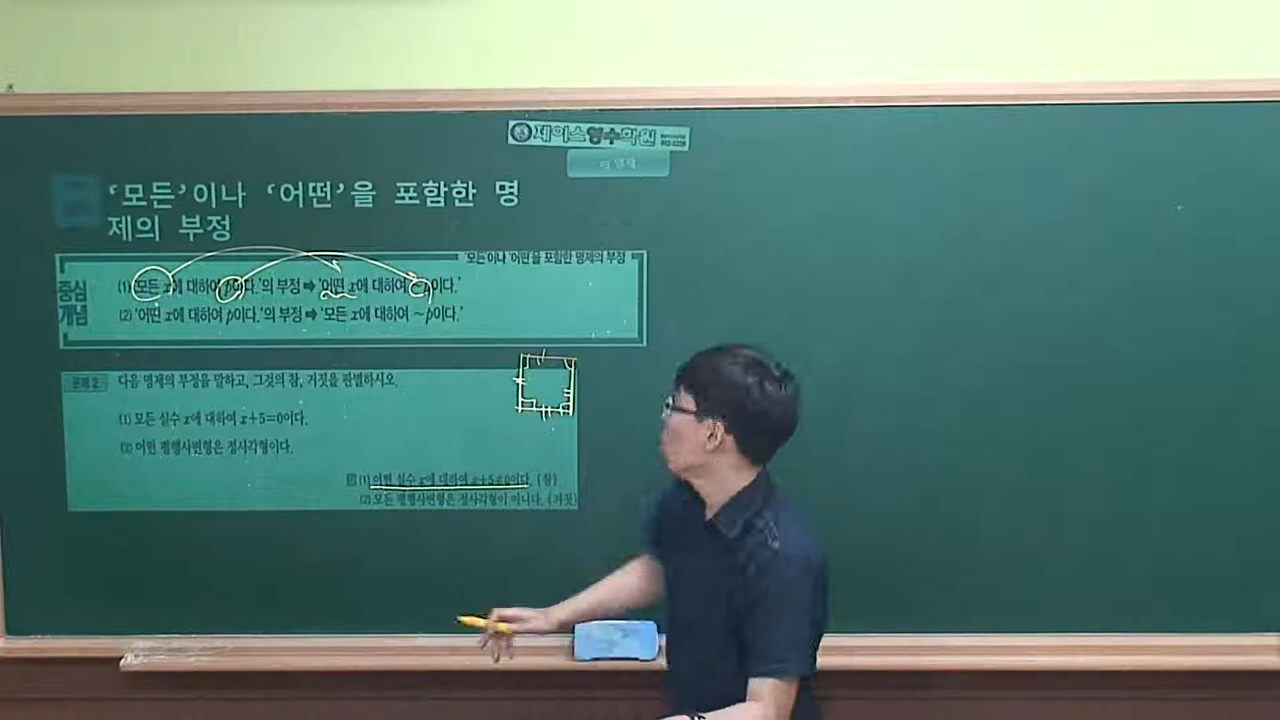 제이스영수학원
‘모든’이나 ‘어떤’을 포함한 명
제의 부정
'모든'이나 '어떤'을 포함한 명제의 부정
중심
개념
(1) '모든 x에 대하여 p이다.'의 부정 ➡ '어떤 x에 대하여 ~p이다.'
(2) '어떤 x에 대하여 p이다.'의 부정 ➡ '모든 x에 대하여 ~p이다.'
문제 2 다음 명제의 부정을 말하고, 그것의 참, 거짓을 판별하시오.
(1) 모든 실수 x에 대하여 x+5=0이다.
(2) 어떤 평행사변형은 정사각형이다.
답 (1) 어떤 실수 x에 대하여 x+5≠0이다. (참)
(2) 모든 평행사변형은 정사각형이 아니다. (거짓)